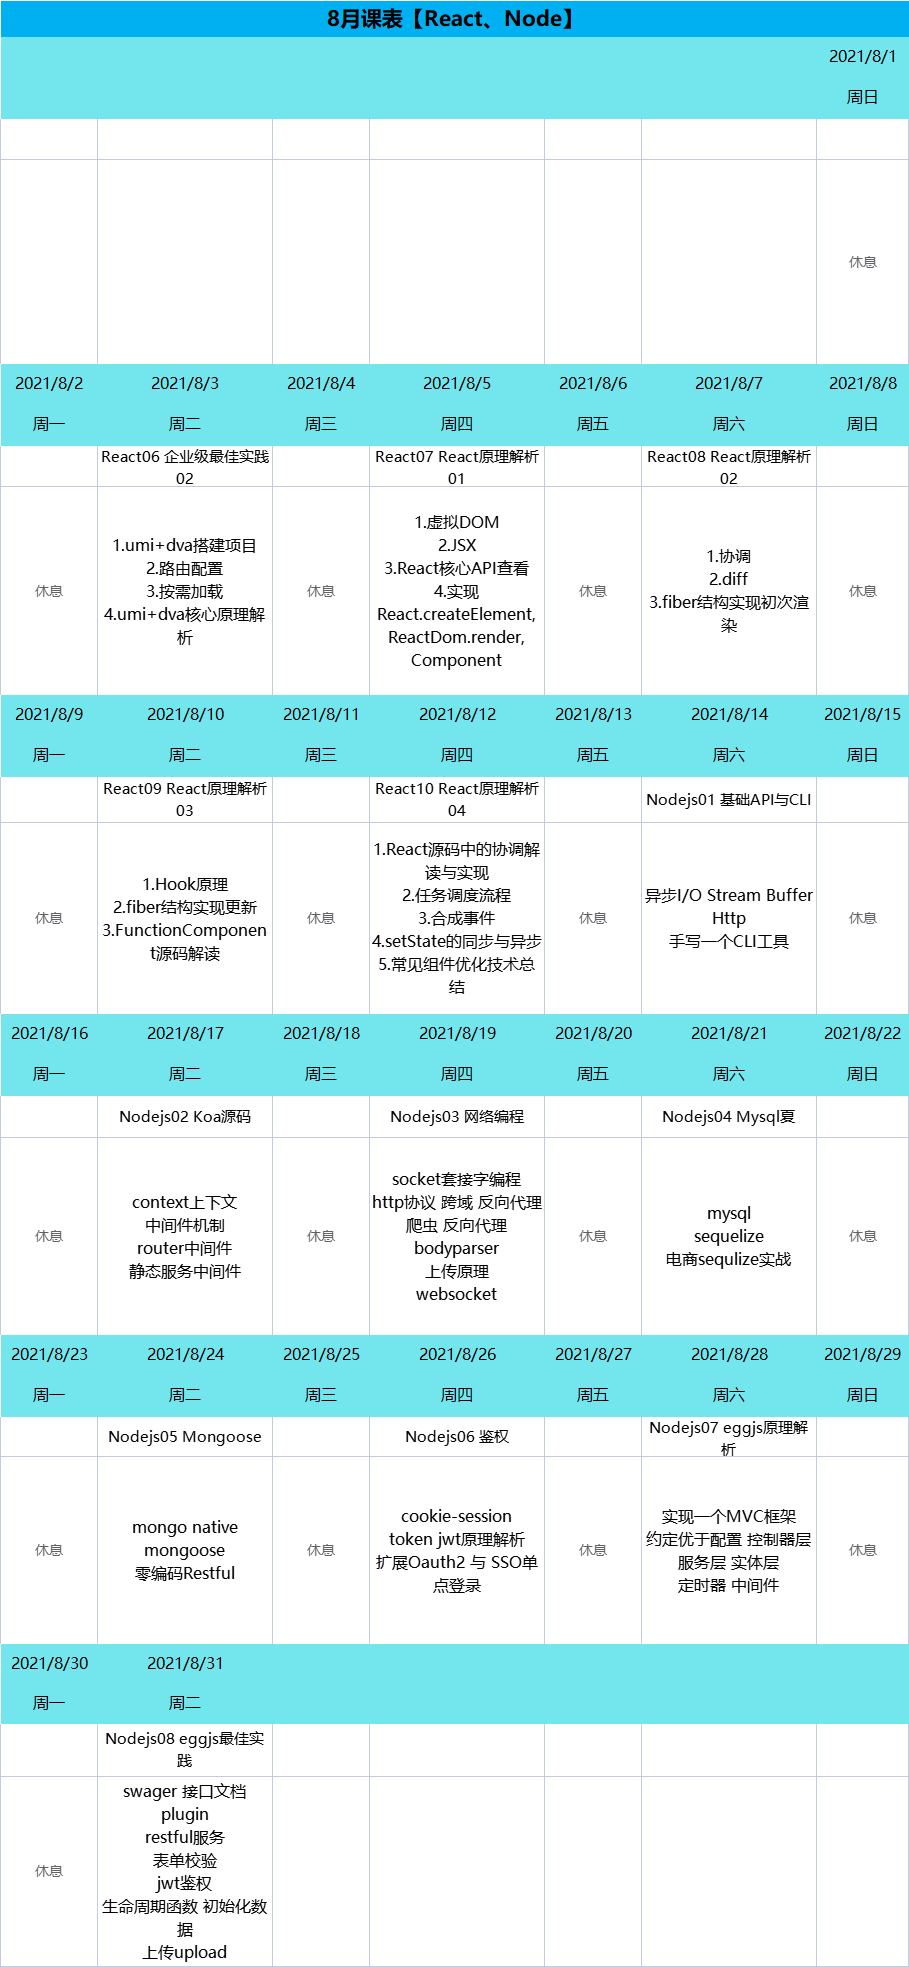 8月课表【React、Node】
2021/8/1
周日
休息
2021/8/2 2021/8/3 2021/8/4 2021/8/5 2021/8/6 2021/8/7 2021/8/8
周一 周二 周三 周四 周五 周六 周日
React06 企业级最佳实践
02
React07 React原理解析
01
React08 React原理解析
02
休息
1.umi+dva搭建项目
2.路由配置
3.按需加载
4.umi+dva核心原理解
析
休息
1.虚拟DOM
2.JSX
3.React核心API查看
4.实现
React.createElement,
ReactDom.render,
Component
休息
1.协调
2.diff
3.fiber结构实现初次渲
染
休息
2021/8/9 2021/8/10 2021/8/11 2021/8/12 2021/8/13 2021/8/14 2021/8/15
周一 周二 周三 周四 周五 周六 周日
React09 React原理解析
03
React10 React原理解析
04
Nodejs01 基础API与CLI
休息
1.Hook原理
2.fiber结构实现更新
3.FunctionComponen
t源码解读
休息
1.React源码中的协调解
读与实现
2.任务调度流程
3.合成事件
4.setState的同步与异步
5.常见组件优化技术总
结
休息
异步I/O Stream Buffer
Http
手写一个CLI工具
休息
2021/8/16 2021/8/17 2021/8/18 2021/8/19 2021/8/20 2021/8/21 2021/8/22
周一 周二 周三 周四 周五 周六 周日
Nodejs02 Koa源码
Nodejs03 网络编程
Nodejs04 Mysql夏
休息
context上下文
中间件机制
router中间件
静态服务中间件
休息
socket套接字编程
http协议 跨域 反向代理
爬虫 反向代理
bodyparser
上传原理
websocket
休息
mysql
sequelize
电商sequlize实战
休息
2021/8/23 2021/8/24 2021/8/25 2021/8/26 2021/8/27 2021/8/28 2021/8/29
周一 周二 周三 周四 周五 周六 周日
Nodejs05 Mongoose
Nodejs06 鉴权
Nodejs07 eggjs原理解
析
休息
mongo native
mongoose
零编码Restful
休息
cookie-session
token jwt原理解析
扩展Oauth2 与 SSO单
点登录
休息
实现一个MVC框架
约定优于配置 控制器层
服务层 实体层
定时器 中间件
休息
2021/8/30 2021/8/31
周一 周二
Nodejs08 eggjs最佳实
践
休息
swager 接口文档
plugin
restful服务
表单校验
jwt鉴权
生命周期函数 初始化数
据
上传upload